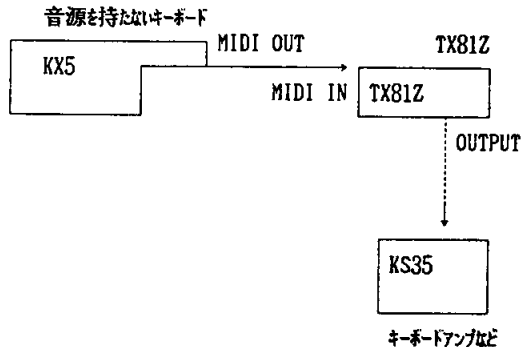 音源を持たないキーボード
KX5
MIDI OUT
TX81Z
MIDI IN
TX81Z
OUTPUT
KS35
キーボードアンプなど